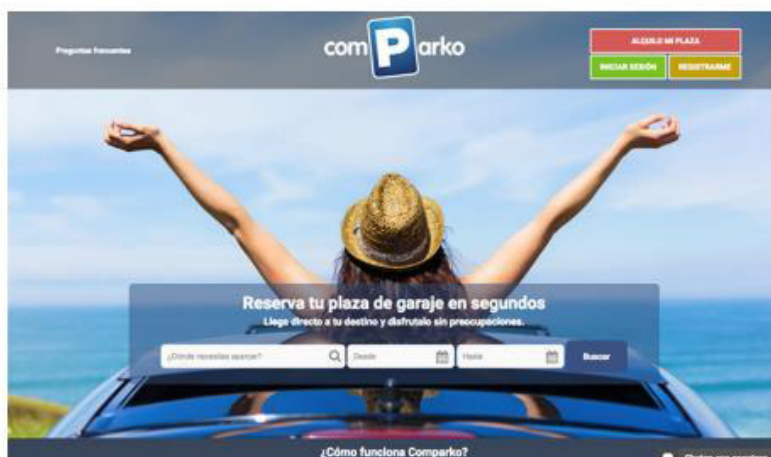 Preguntas frecuentes
comParko
ALQUILO MI PLAZA
INICIAR SESIÓN
REGISTRARME
Reserva tu plaza de garaje en segundos
Llega directo a tu destino y disfrutalo sin preocupaciones.
¿Dónde necesitas aparcar?
Desde
Hasta
Buscar
¿Cómo funciona Comparko?